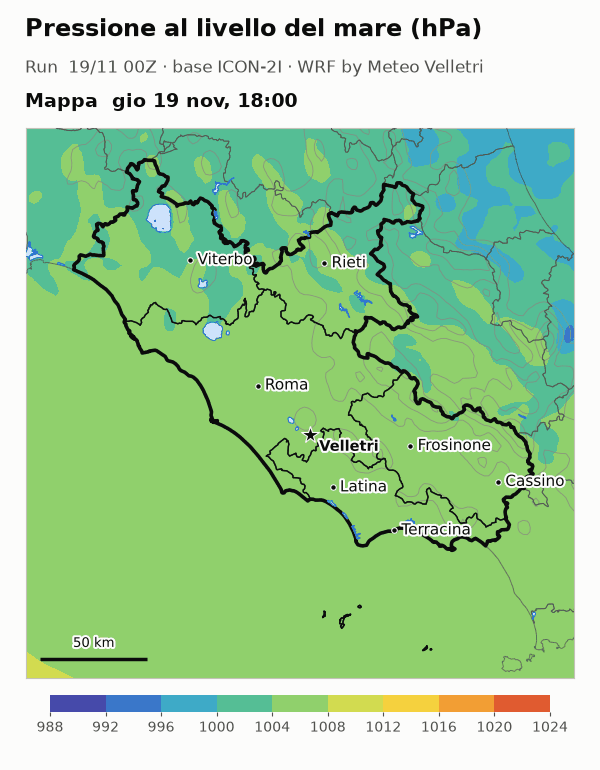 Pressione al livello del mare (hPa)
Run  19/11 00Z · base ICON-2I · WRF by Meteo Velletri
Mappa  gio 19 nov, 18:00
Viterbo
Rieti
Roma
Velletri
Frosinone
Cassino
Latina
Terracina
50 km
988 992 996 1000 1004 1008 1012 1016 1020 1024